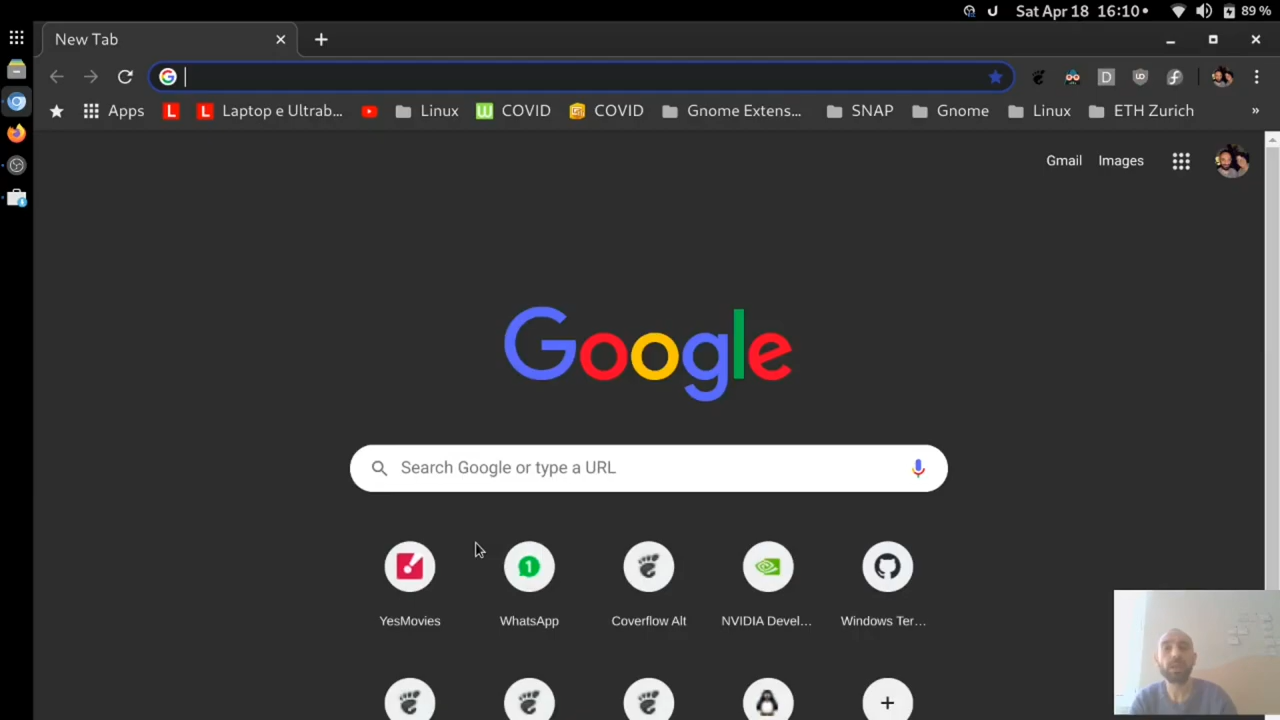 Sat Apr 18 16:10
89 %
New Tab
Apps
L
L Laptop e Ultrab...
Linux
W COVID
COVID
Gnome Extens...
SNAP
Gnome
Linux
ETH Zurich
»
D
Gmail Images
Google
Search Google or type a URL
1
YesMovies
WhatsApp
Coverflow Alt
NVIDIA Devel...
Windows Ter...